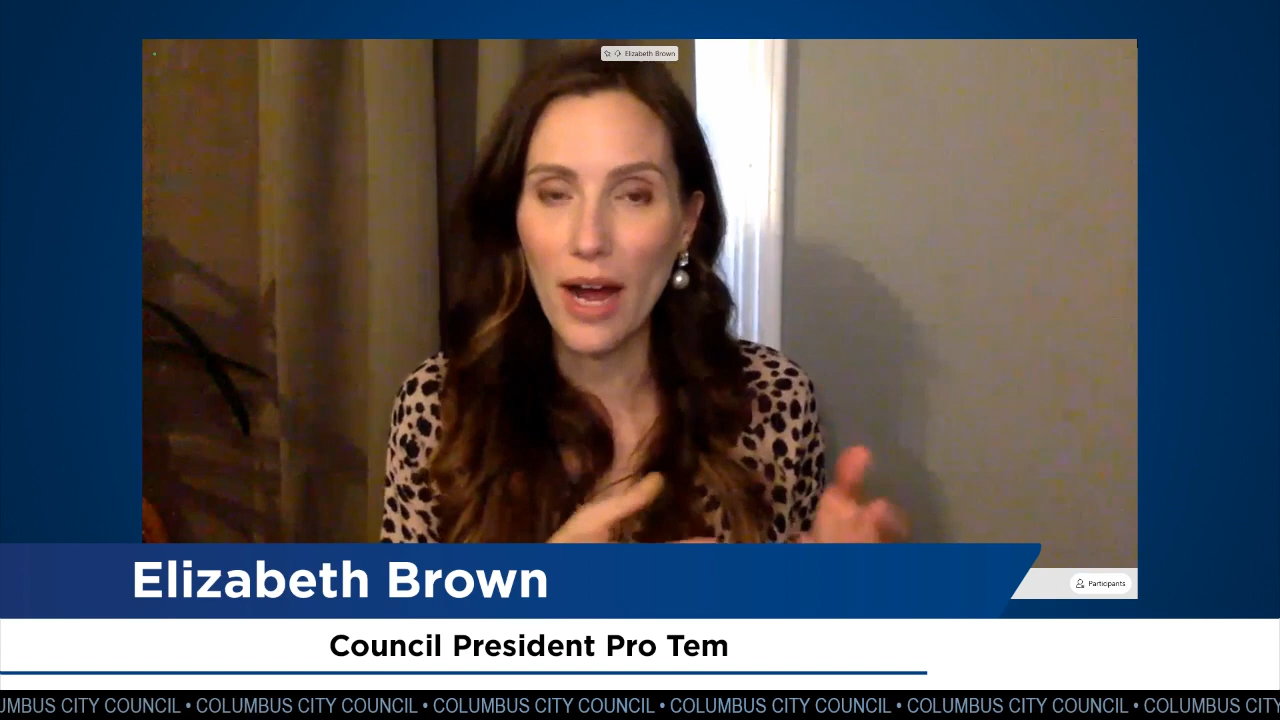 Elizabeth Brown
Participants
Elizabeth Brown
Council President Pro Tem
UMBUS CITY COUNCIL • COLUMBUS CITY COUNCIL • COLUMBUS CITY COUNCIL • COLUMBUS CITY COUNCIL • COLUMBUS CITY COUNCIL • COLUMBUS CITY